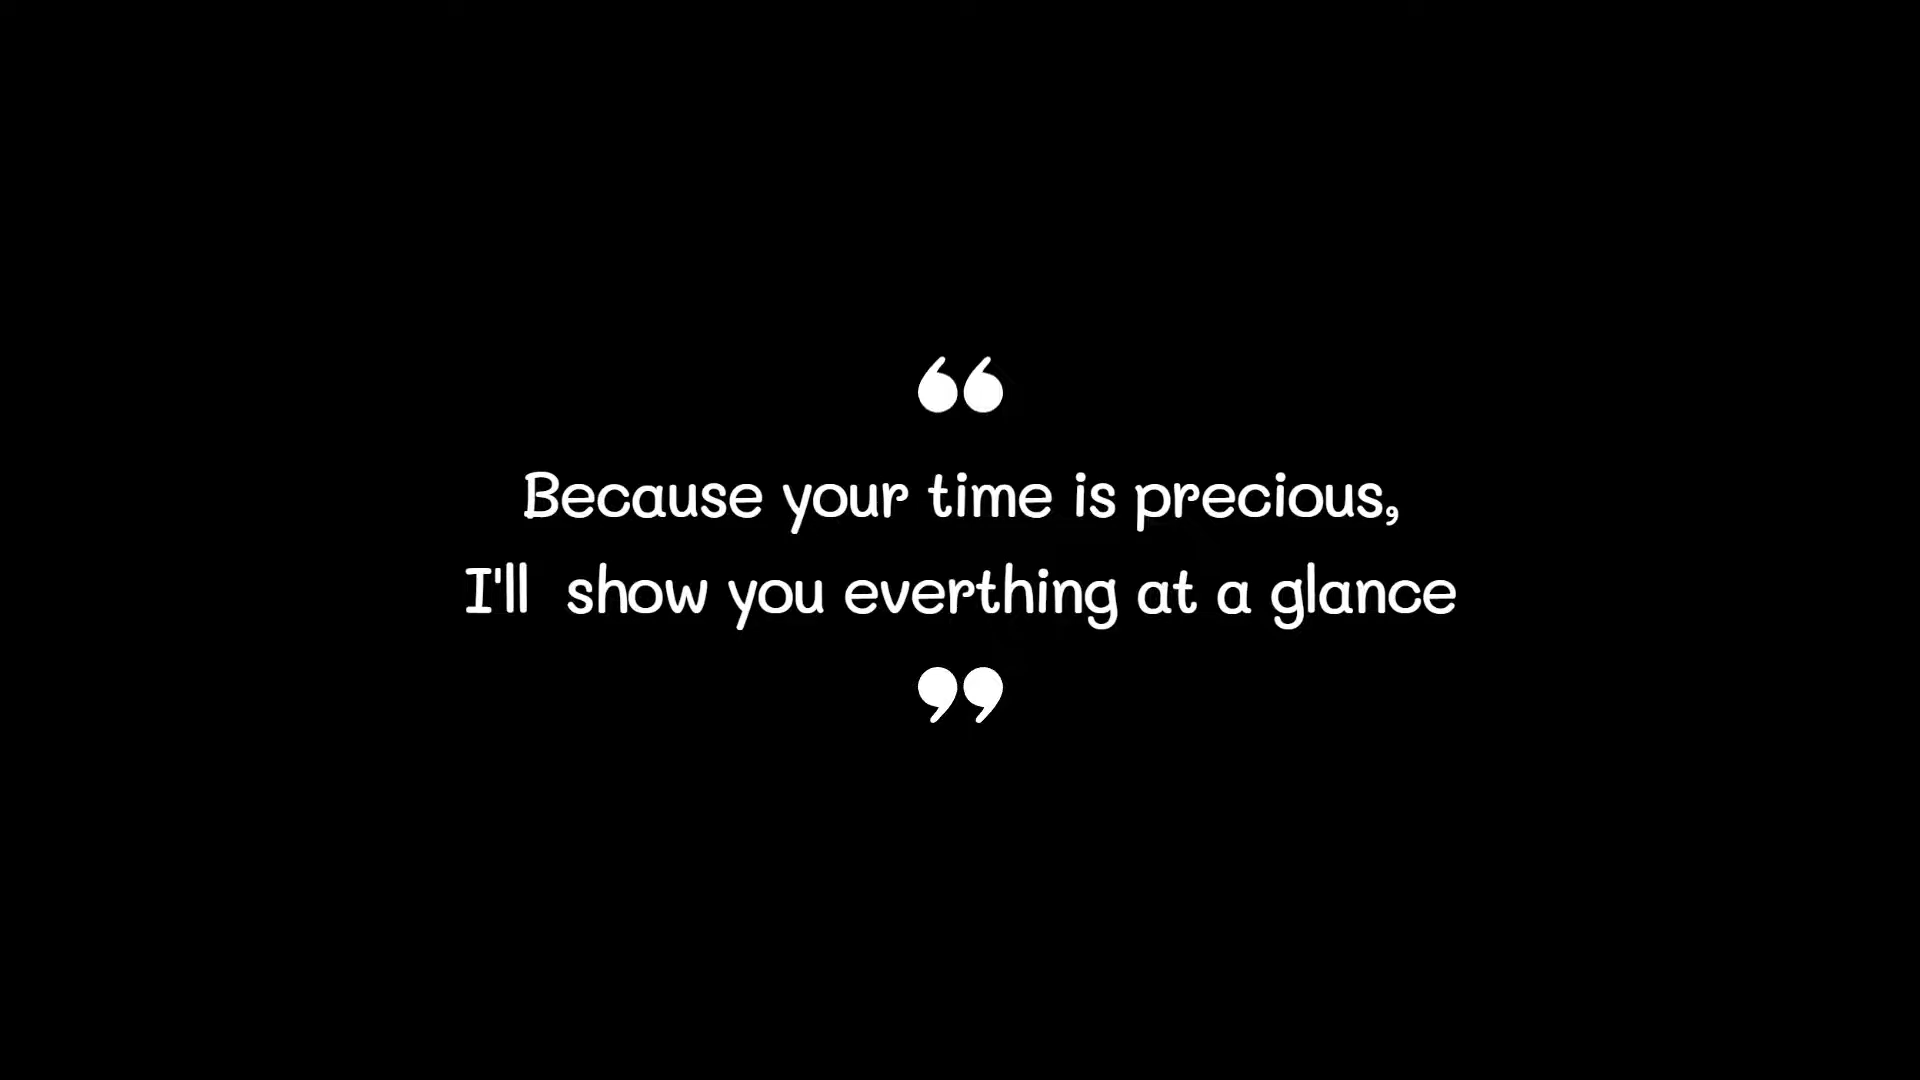 “
Because your time is precious,
I'll  show you everthing at a glance
”